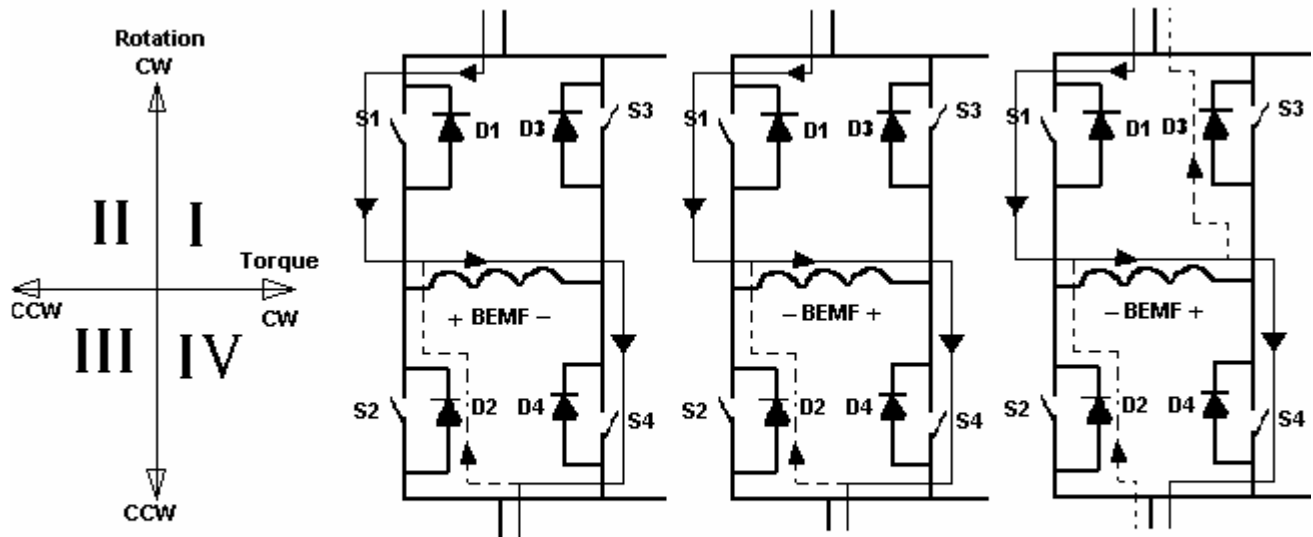 Rotation
CW
II
I
Torque
CCW
CW
III
IV
CCW
S1
D1
D3
S3
+ BEMF −
S2
D2
D4
S4
S1
D1
D3
S3
− BEMF +
S2
D2
D4
S4
S1
D1
D3
S3
− BEMF +
S2
D2
D4
S4